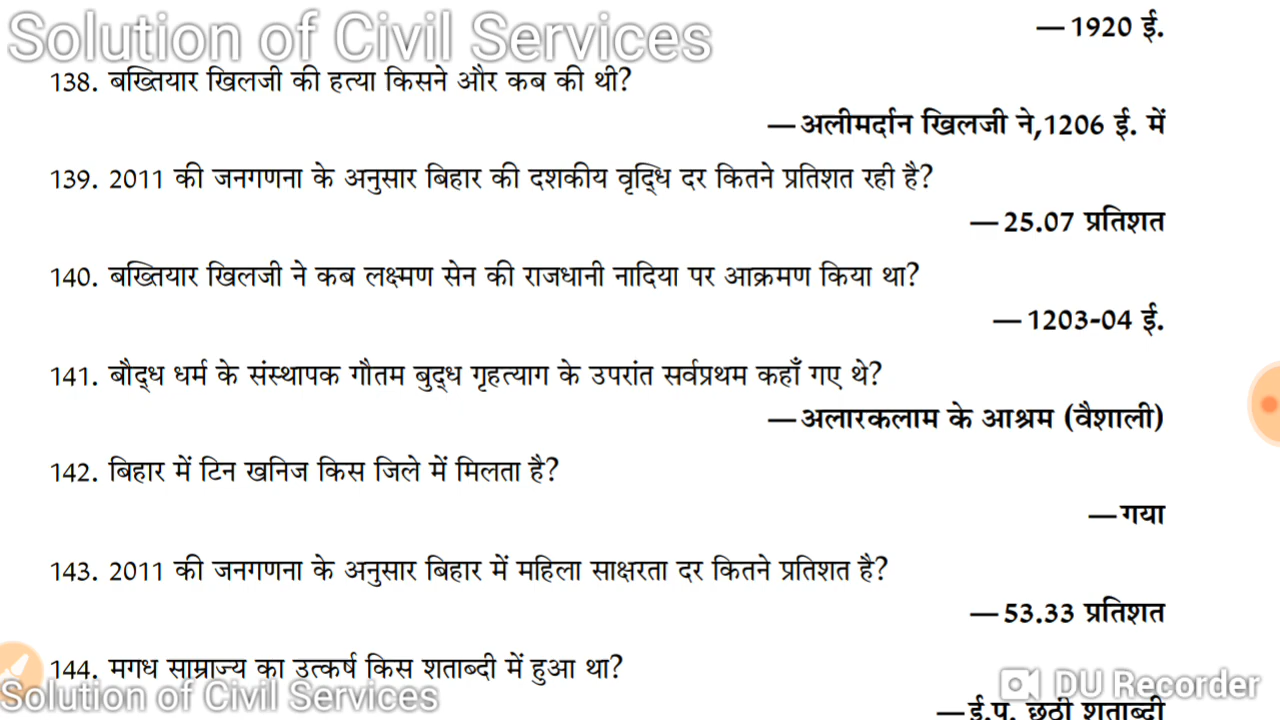 Solution of Civil Services
—1920 ई.
138. बख्तियार खिलजी की हत्या किसने और कब की थी?
—अलीमर्दान खिलजी ने,1206 ई. में
139. 2011 की जनगणना के अनुसार बिहार की दशकीय वृद्धि दर कितने प्रतिशत रही है?
—25.07 प्रतिशत
140. बख्तियार खिलजी ने कब लक्ष्मण सेन की राजधानी नादिया पर आक्रमण किया था?
—1203-04 ई.
141. बौद्ध धर्म के संस्थापक गौतम बुद्ध गृहत्याग के उपरांत सर्वप्रथम कहाँ गए थे?
—अलारकलाम के आश्रम (वैशाली)
142. बिहार में टिन खनिज किस जिले में मिलता है?
—गया
143. 2011 की जनगणना के अनुसार बिहार में महिला साक्षरता दर कितने प्रतिशत है?
—53.33 प्रतिशत
144. मगध साम्राज्य का उत्कर्ष किस शताब्दी में हुआ था?
Solution of Civil Services
DU Recorder
—ई.पू. छठी शताब्दी